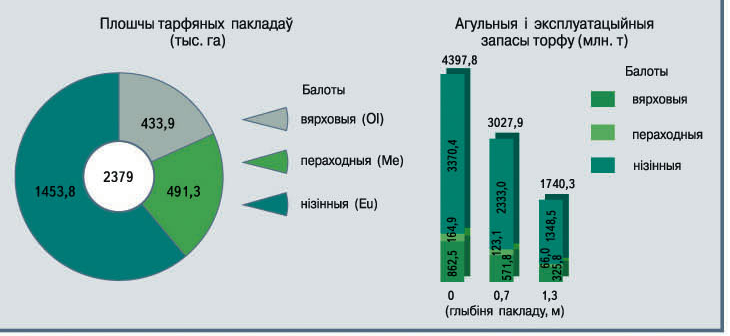 Плошчы тарфяных пакладаў
(тыс. га)
433,9
2379
1453,8
491,3
Балоты
вярховыя (Ol)
пераходныя (Me)
нізінныя (Eu)
Агульныя і эксплуатацыйныя
запасы торфу (млн. т)
4397,8
3370,4
164,9
862,5
3027,9
2333,0
123,1
571,8
1740,3
1348,5
66,0
325,8
0 0,7 1,3
(глыбіня пакладу, м)
Балоты
вярховыя
пераходныя
нізінныя